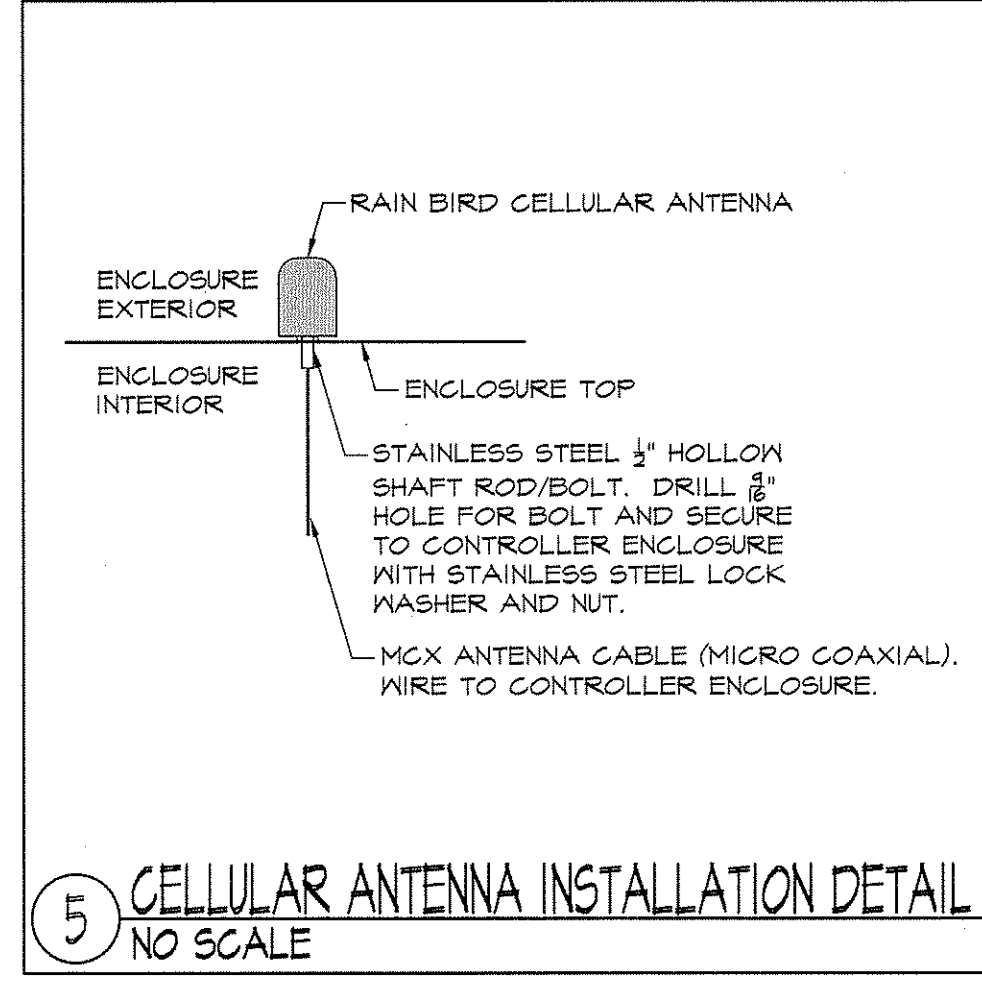 RAIN BIRD CELLULAR ANTENNA
ENCLOSURE
EXTERIOR
ENCLOSURE
INTERIOR
ENCLOSURE TOP
STAINLESS STEEL 1/2" HOLLOW
SHAFT ROD/BOLT. DRILL 9/16"
HOLE FOR BOLT AND SECURE
TO CONTROLLER ENCLOSURE
WITH STAINLESS STEEL LOCK
WASHER AND NUT.
MCX ANTENNA CABLE (MICRO COAXIAL).
WIRE TO CONTROLLER ENCLOSURE.
5 CELLULAR ANTENNA INSTALLATION DETAIL
NO SCALE